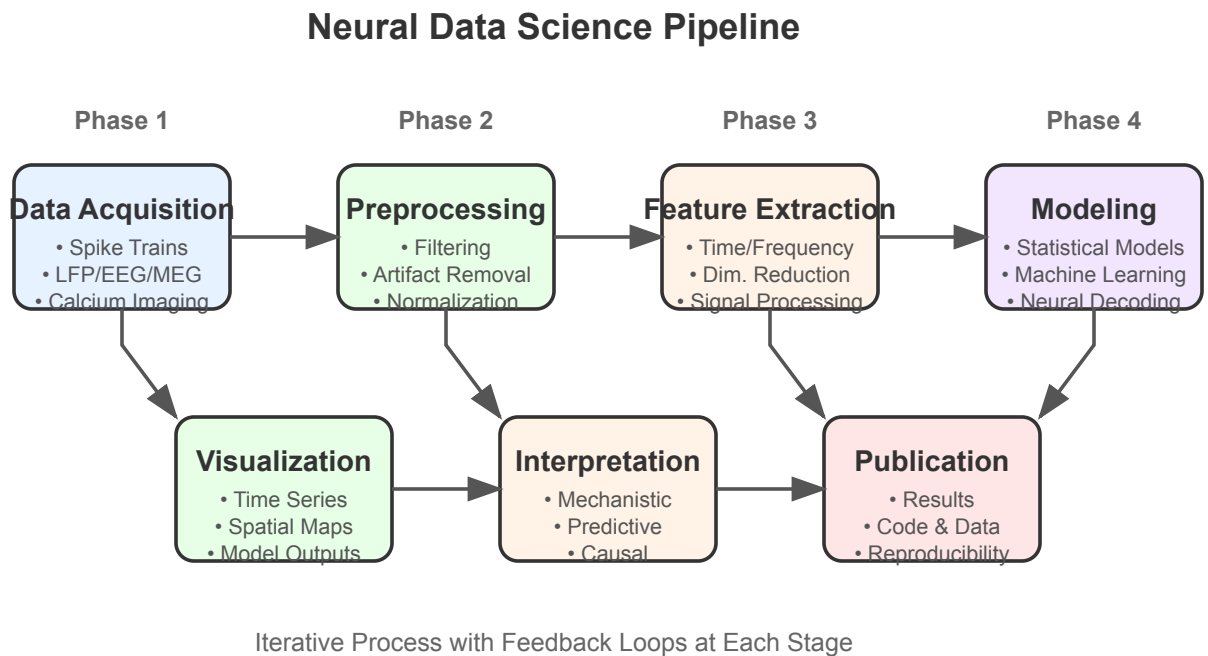 Neural Data Science Pipeline
Phase 1
Phase 2
Phase 3
Phase 4
Data Acquisition
• Spike Trains
• LFP/EEG/MEG
• Calcium Imaging
Preprocessing
• Filtering
• Artifact Removal
• Normalization
Feature Extraction
• Time/Frequency
• Dim. Reduction
• Signal Processing
Modeling
• Statistical Models
• Machine Learning
• Neural Decoding
Visualization
• Time Series
• Spatial Maps
• Model Outputs
Interpretation
• Mechanistic
• Predictive
• Causal
Publication
• Results
• Code & Data
• Reproducibility
Iterative Process with Feedback Loops at Each Stage